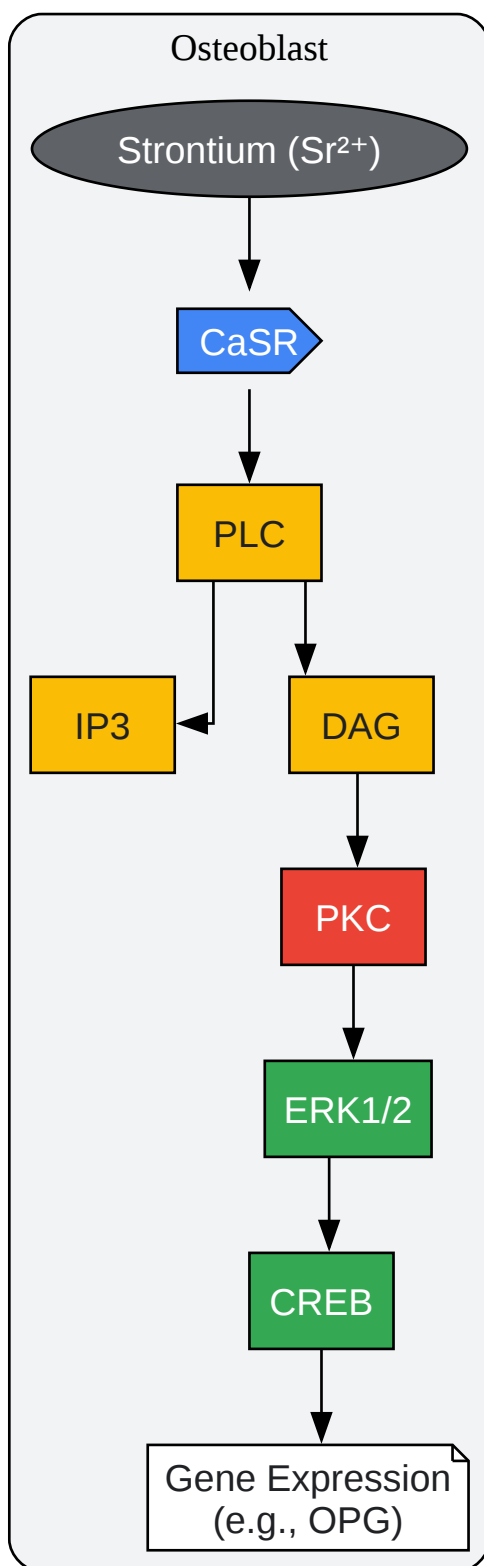 Osteoblast
Strontium (Sr²⁺)
CaSR
PLC
IP3
DAG
PKC
ERK1/2
CREB
Gene Expression
(e.g., OPG)